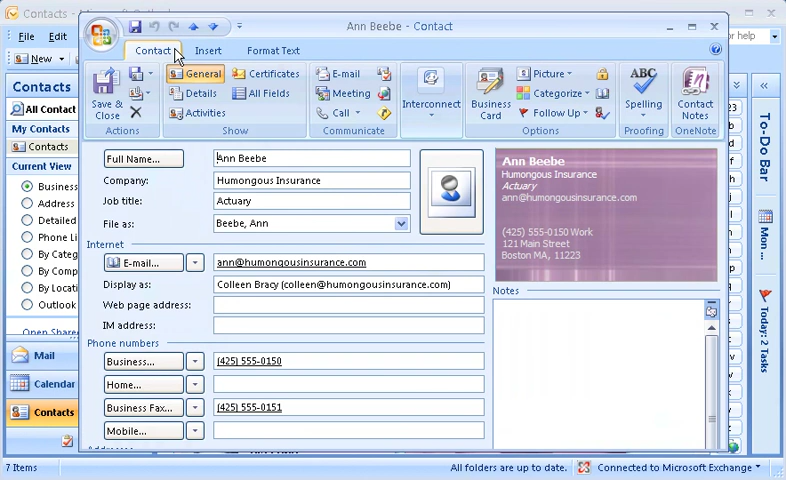 Contacts - Microsoft Outlook
Ann Beebe - Contact
File Edit
Contact Insert Format Text
New
General
Certificates
Details
All Fields
Activities
Save &
Close
E-mail
Meeting
Call
Interconnect
Business
Card
Picture
Categorize
Follow Up
ABC
Spelling
Contact
Notes
Actions
Show
Communicate
Options
Proofing
OneNote
Contacts
All Contact
My Contacts
Contacts
Current View
Business
Address
Detailed
Phone Li
By Categ
By Comp
By Locati
Outlook
Open Share
Mail
Calendar
Contacts
Full Name...
Ann Beebe
Company:
Humongous Insurance
Job title:
Actuary
File as:
Beebe, Ann
Internet
E-mail...
ann@humongousinsurance.com
Display as:
Colleen Bracy (colleen@humongousinsurance.com)
Web page address:
IM address:
Phone numbers
Business...
(425) 555-0150
Home...
Business Fax...
(425) 555-0151
Mobile...
Ann Beebe
Humongous Insurance
Actuary
ann@humongousinsurance.com
(425) 555-0150 Work
121 Main Street
Boston MA, 11223
Notes
or help
To-Do Bar
Mon ...
Today: 2 Tasks
7 Items
All folders are up to date.
Connected to Microsoft Exchange